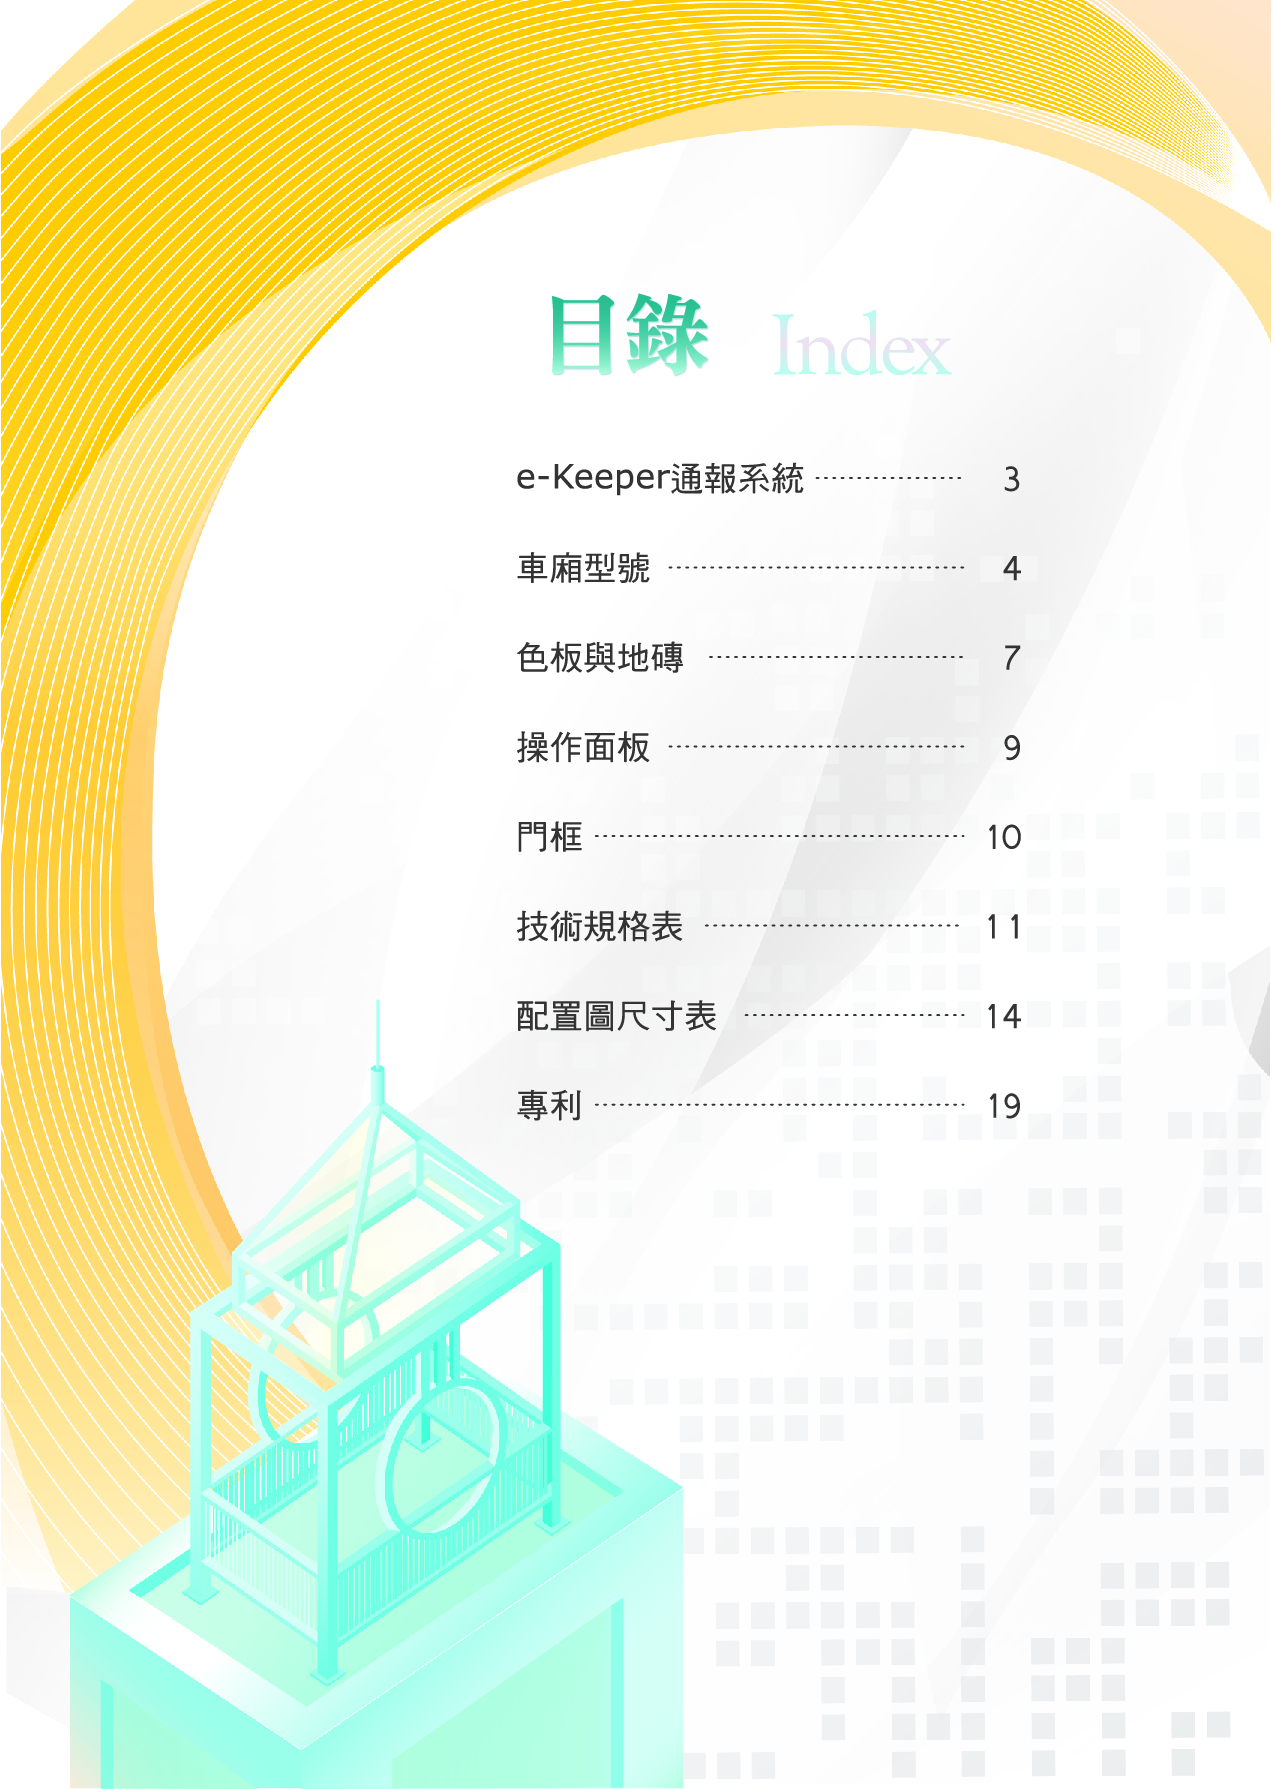 目錄 Index
e-Keeper通報系統 ------------------ 3
車廂型號 ------------------------------------ 4
色板與地磚 ------------------------------- 7
操作面板 ------------------------------------ 9
門框 --------------------------------------------- 10
技術規格表 ------------------------------- 11
配置圖尺寸表 --------------------------- 14
專利 --------------------------------------------- 19